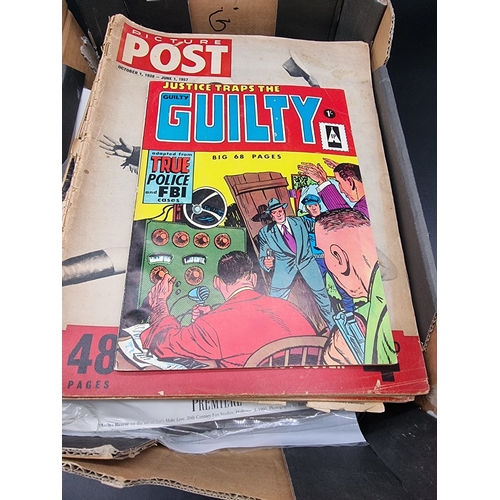 G:
PICTURE
POST
OCTOBER 1, 1938 - JUNE 1, 1957
JUSTICE TRAPS THE
GUILTY
GUILTY
1/-
BIG 68 PAGES
adapted from
TRUE
POLICE
and FBI
cases
48
PAGES
PREMIERE